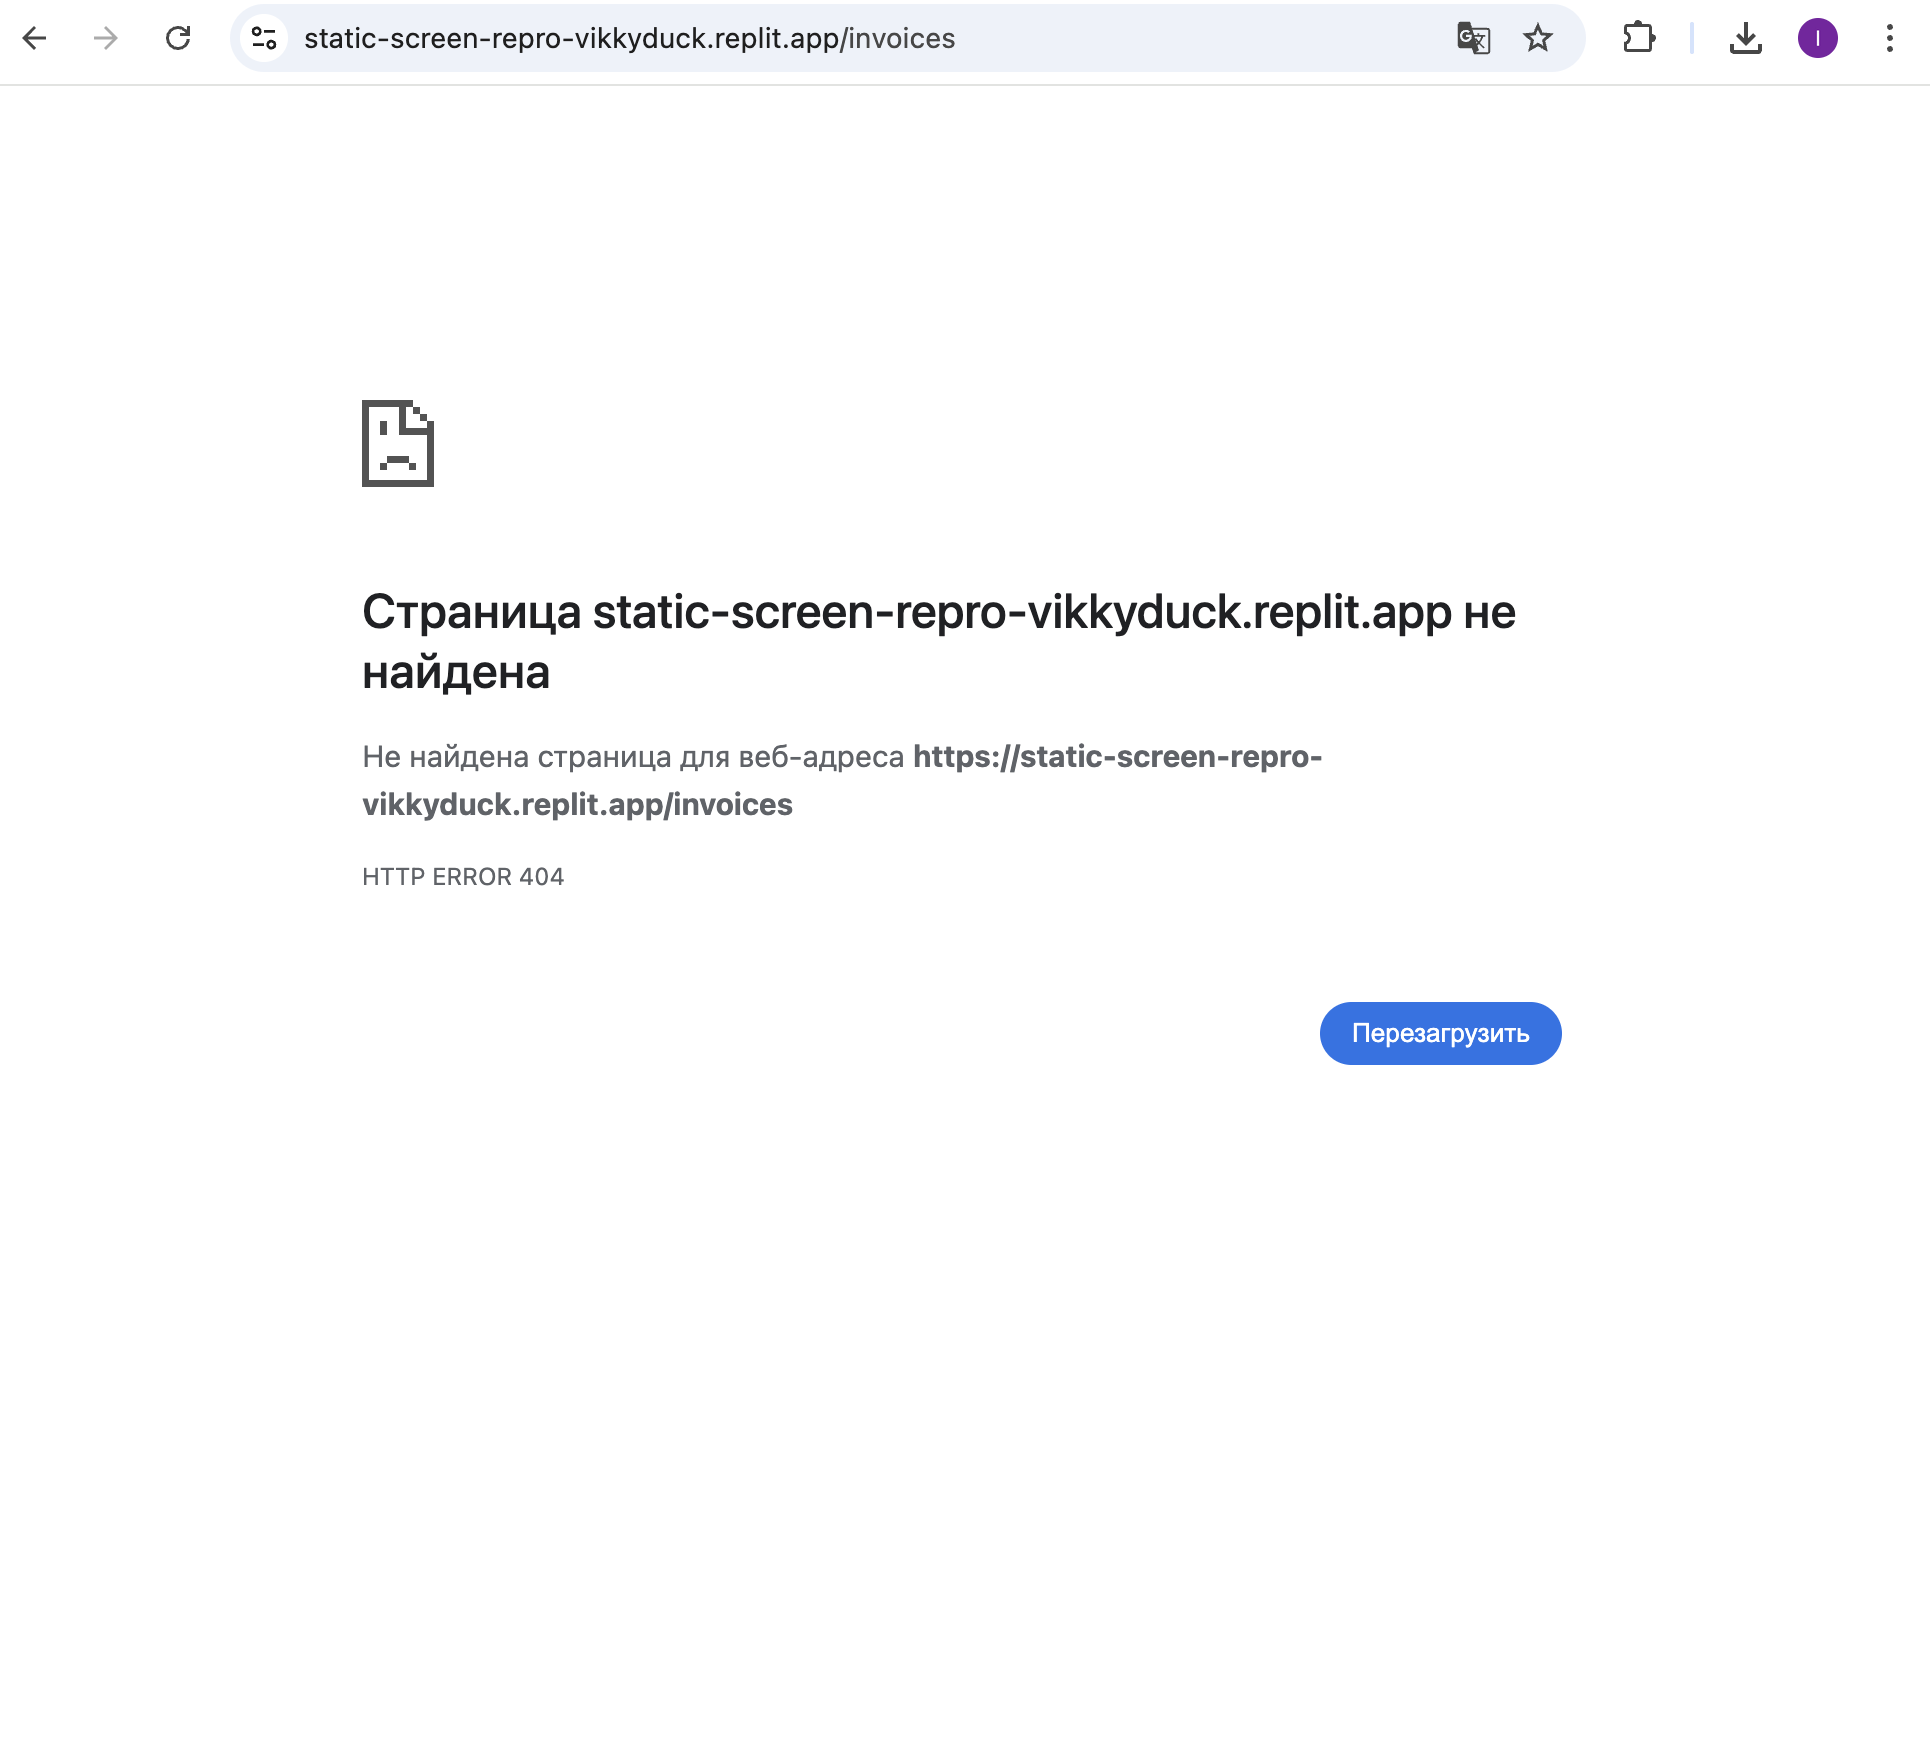 static-screen-repro-vikkyduck.replit.app/invoices
I
Страница static-screen-repro-vikkyduck.replit.app не
найдена
Не найдена страница для веб-адреса https://static-screen-repro-
vikkyduck.replit.app/invoices
HTTP ERROR 404
Перезагрузить